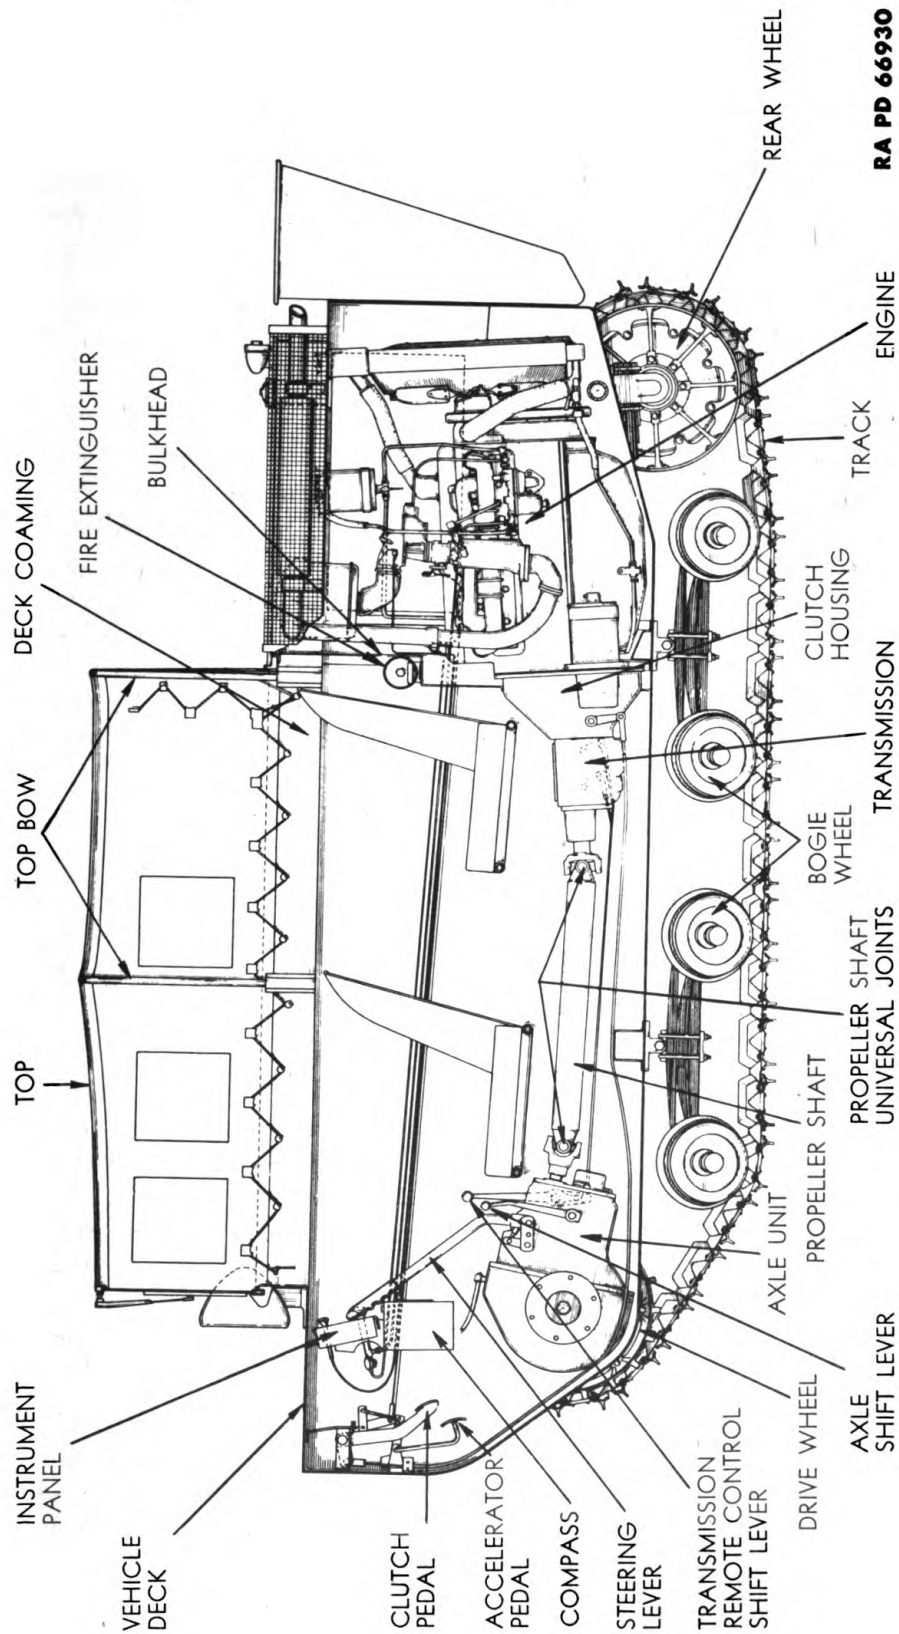 INSTRUMENT
PANEL
VEHICLE
DECK
TOP
TOP BOW
DECK COAMING
FIRE EXTINGUISHER
BULKHEAD
CLUTCH
PEDAL
ACCELERATOR
PEDAL
COMPASS
STEERING
LEVER
TRANSMISSION
REMOTE CONTROL
SHIFT LEVER
DRIVE WHEEL
AXLE
SHIFT LEVER
AXLE UNIT
PROPELLER SHAFT
PROPELLER SHAFT
UNIVERSAL JOINTS
BOGIE
WHEEL
TRANSMISSION
CLUTCH
HOUSING
TRACK
ENGINE
REAR WHEEL
RA PD 66930